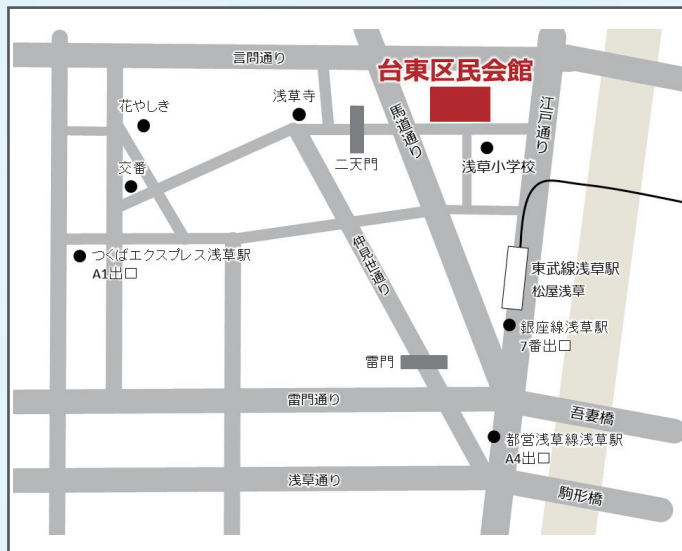 言問通り
台東区民会館
花やしき
浅草寺
馬道通り
江戸通り
二天門
浅草小学校
交番
つくばエクスプレス浅草駅
A1出口
仲見世通り
東武線浅草駅
松屋浅草
銀座線浅草駅
7番出口
雷門
雷門通り
吾妻橋
都営浅草線浅草駅
A4出口
浅草通り
駒形橋